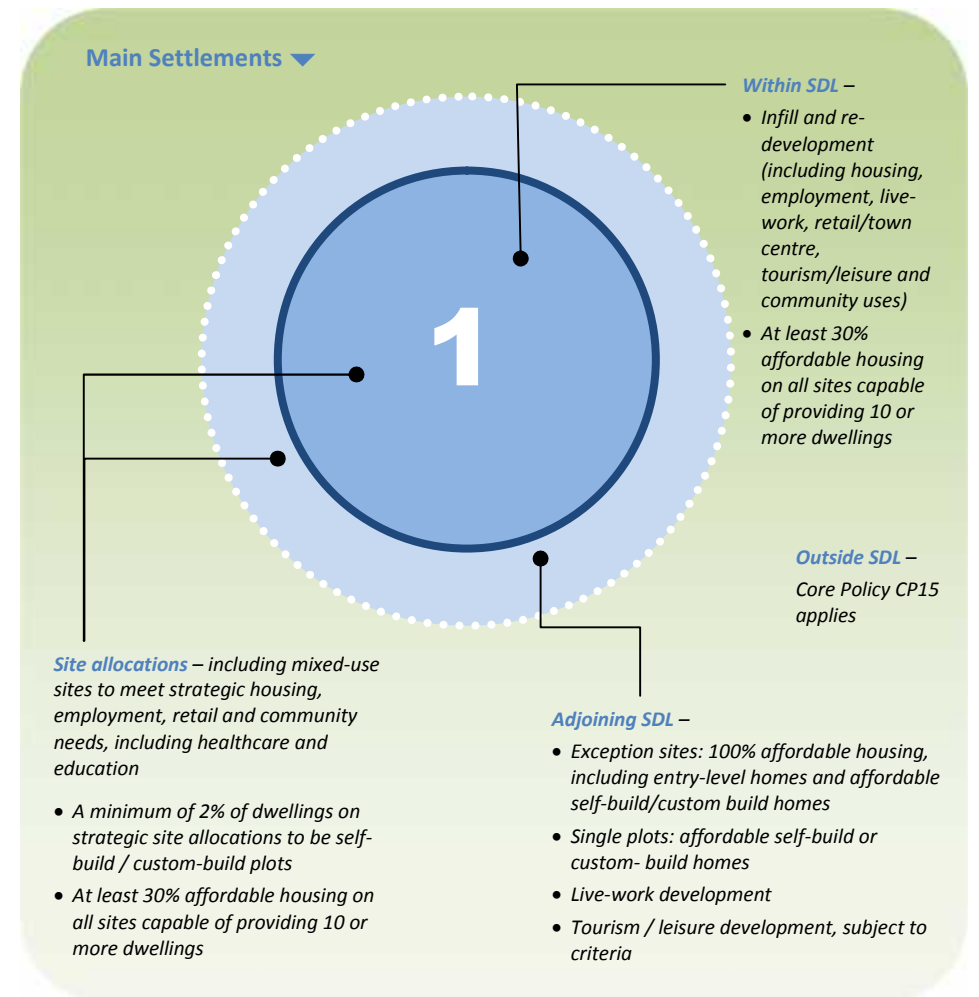 Main Settlements
Within SDL –
• Infill and re-
development
(including housing,
employment, live-
work, retail/town
centre,
tourism/leisure and
community uses)
• At least 30%
affordable housing
on all sites capable
of providing 10 or
more dwellings
1
Outside SDL –
Core Policy CP15
applies
Site allocations – including mixed-use
sites to meet strategic housing,
employment, retail and community
needs, including healthcare and
education
• A minimum of 2% of dwellings on
strategic site allocations to be self-
build / custom-build plots
• At least 30% affordable housing on
all sites capable of providing 10 or
more dwellings
Adjoining SDL –
• Exception sites: 100% affordable housing,
including entry-level homes and affordable
self-build/custom build homes
• Single plots: affordable self-build or
custom- build homes
• Live-work development
• Tourism / leisure development, subject to
criteria